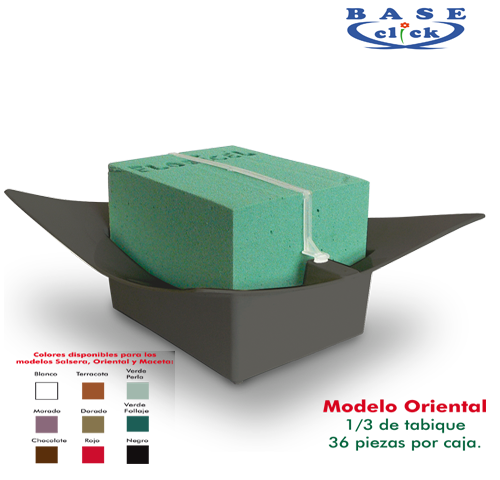 BASE
click
Colores disponibles para los
modelos Salsera, Oriental y Maceta:
Blanco Terracota Verde Perla
Morado Dorado Verde Follaje
Chocolate Rojo Negro
Modelo Oriental
1/3 de tabique
36 piezas por caja.